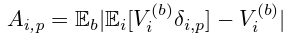 $A_{i,p} = \mathbb{E}_b | \mathbb{E}_i [ V_i^{(b)} \delta_{i,p} ] - V_i^{(b)} |$